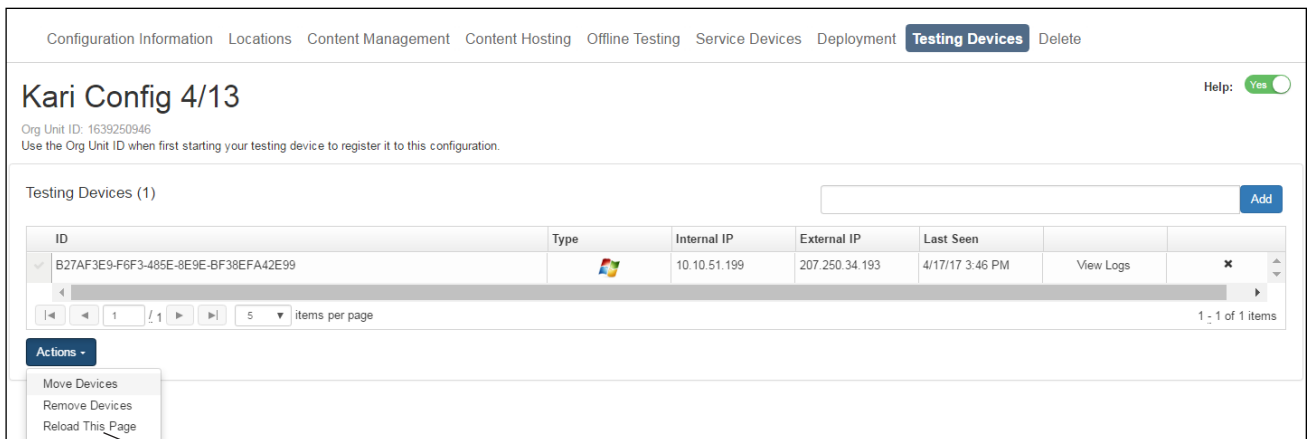 Configuration Information Locations Content Management Content Hosting Offline Testing Service Devices Deployment Testing Devices Delete
Kari Config 4/13
Help: Yes
Org Unit ID: 1639250946
Use the Org Unit ID when first starting your testing device to register it to this configuration.
Testing Devices (1)
Add
ID Type Internal IP External IP Last Seen
B27AF3E9-F6F3-485E-8E9E-BF38EFA42E99 10.10.51.199 207.250.34.193 4/17/17 3:46 PM View Logs
1 / 1 5 items per page 1 - 1 of 1 items
Actions
Move Devices
Remove Devices
Reload This Page